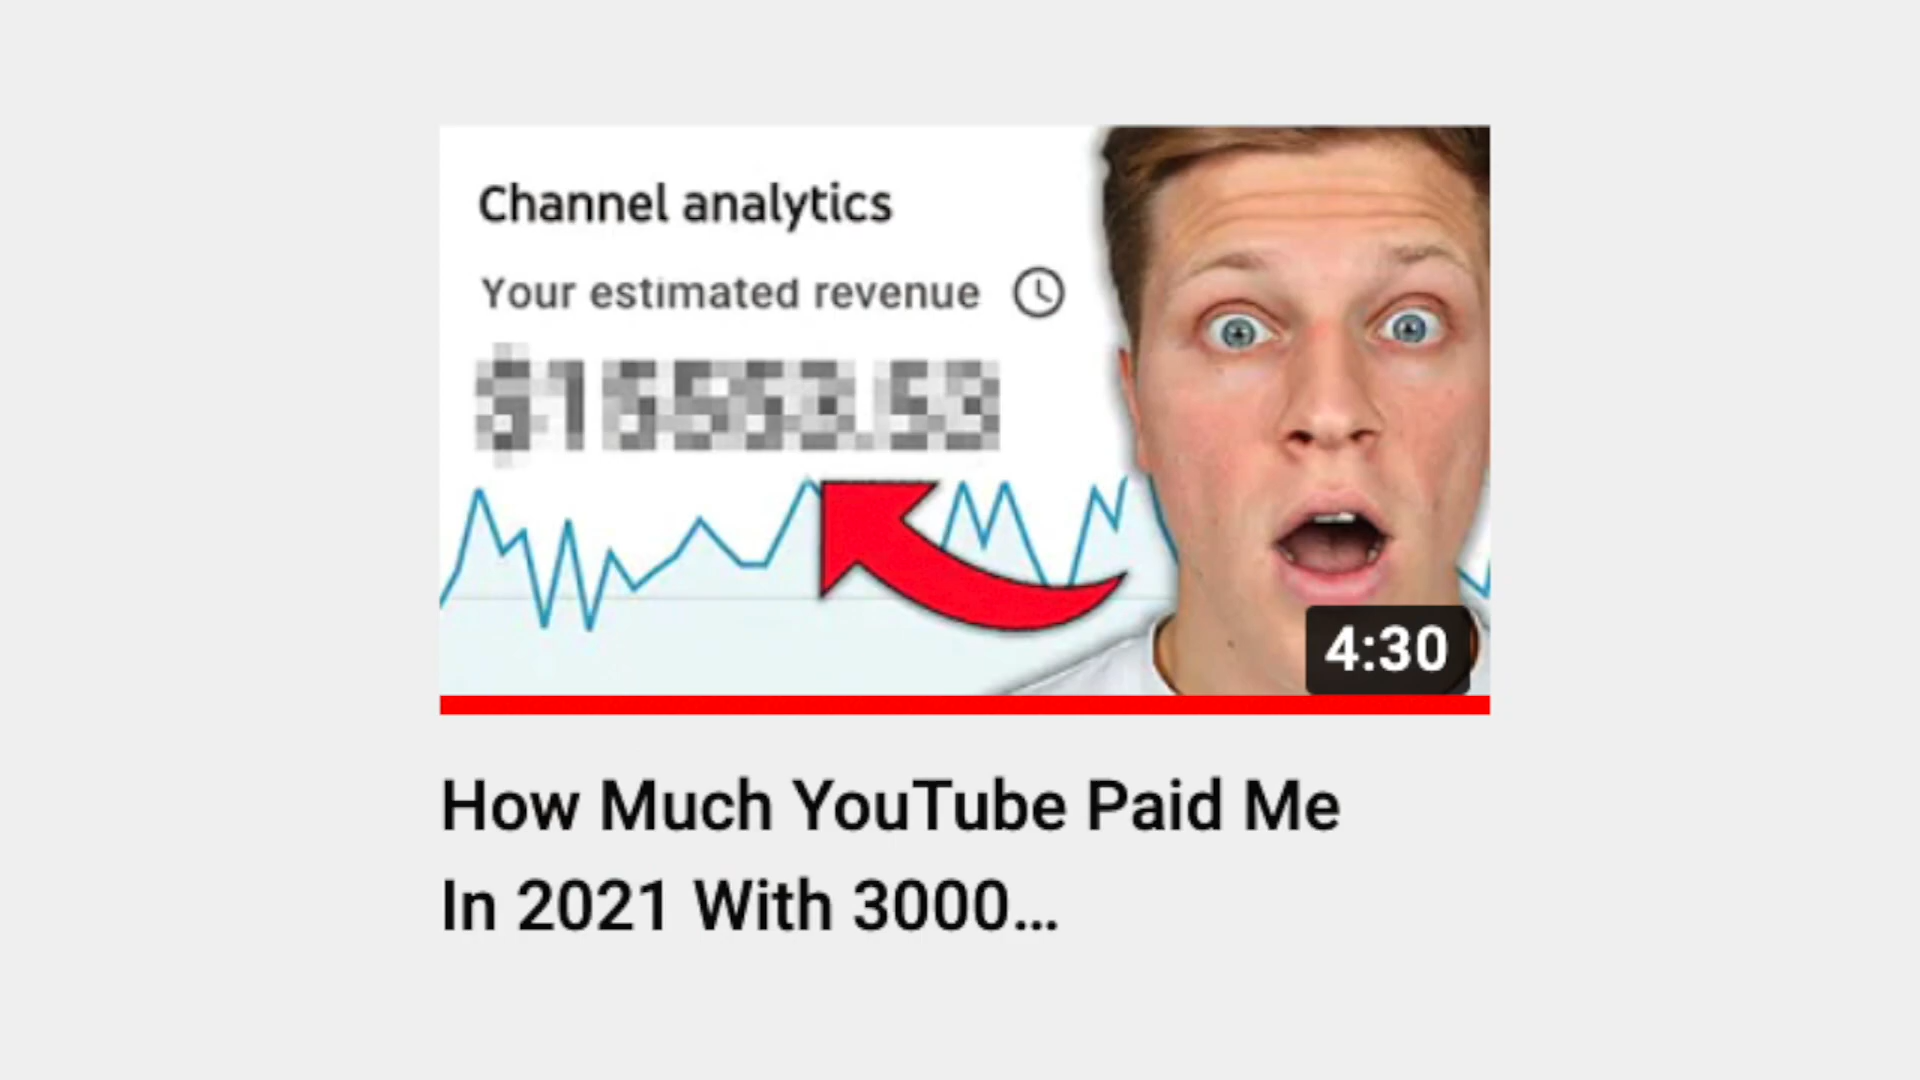 Channel analytics
Your estimated revenue
4:30
How Much YouTube Paid Me
In 2021 With 3000...